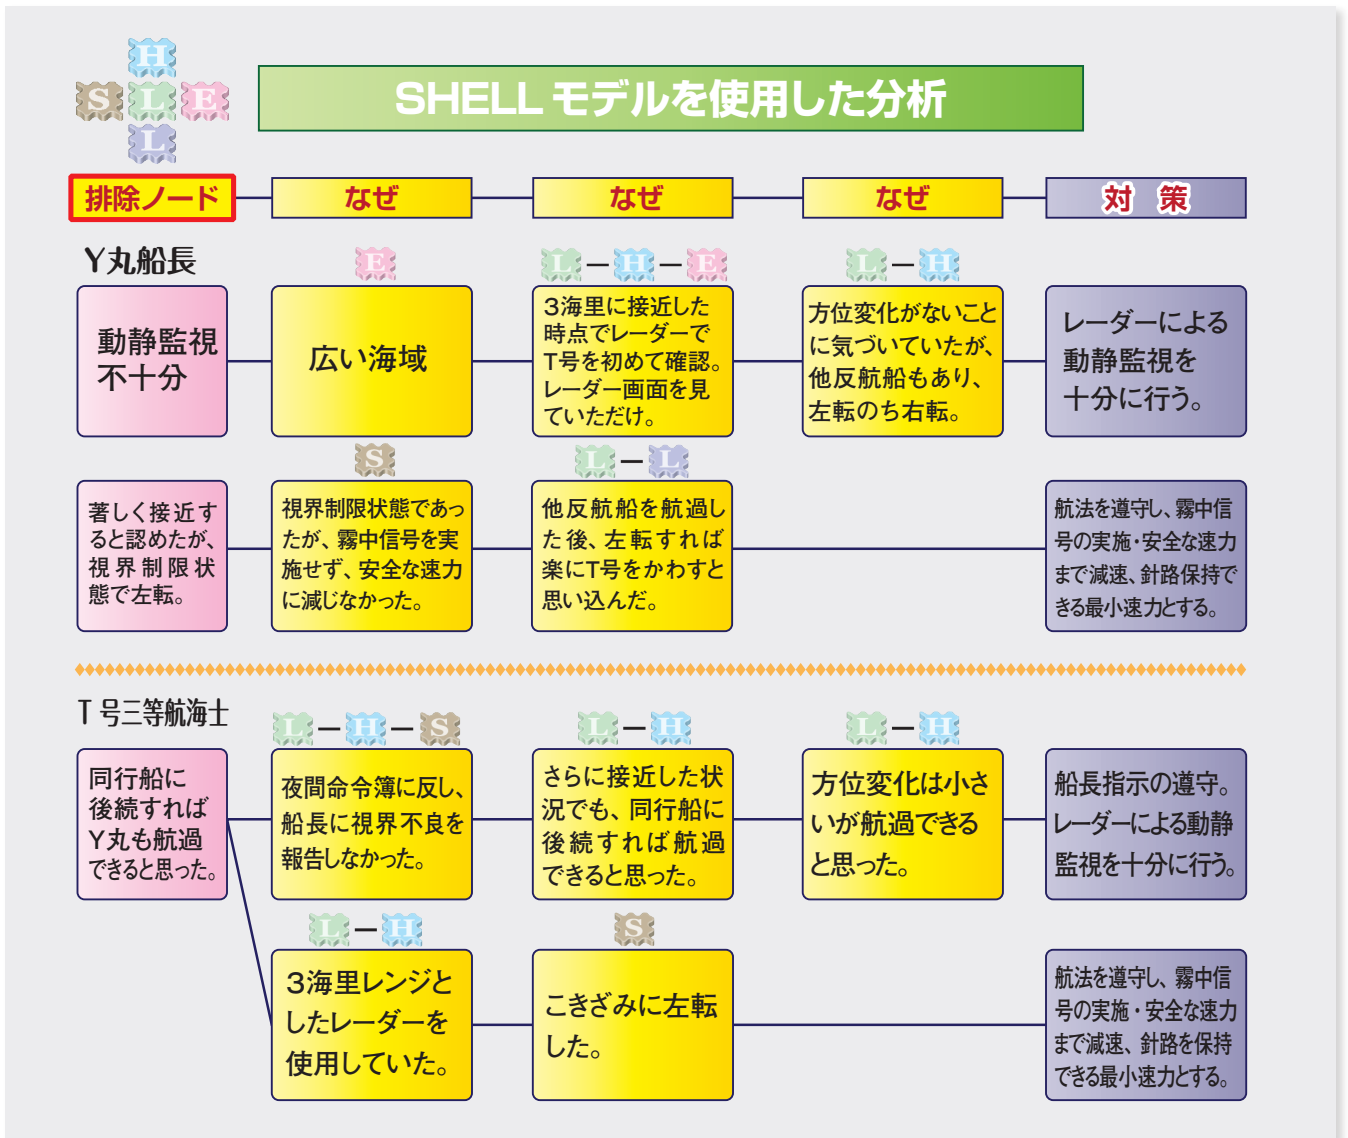 H
S L E
L
SHELL モデルを使用した分析
排除ノード
なぜ
なぜ
なぜ
対 策
Y丸船長
E
L－H－E
L－H
動静監視
不十分
広い海域
3海里に接近した
時点でレーダーで
T号を初めて確認。
レーダー画面を見
ていただけ。
方位変化がないこと
に気づいていたが、
他反航船もあり、
左転のち右転。
レーダーによる
動静監視を
十分に行う。
S
L－L
著しく接近す
ると認めたが、
視界制限状
態で左転。
視界制限状態であっ
たが、霧中信号を実
施せず、安全な速力
に減じなかった。
他反航船を航過し
た後、左転すれば
楽にT号をかわすと
思い込んだ。
航法を遵守し、霧中信
号の実施・安全な速力
まで減速、針路保持で
きる最小速力とする。
T号三等航海士
L－H－S
L－H
L－H
同行船に
後続すれば
Y丸も航過
できると思った。
夜間命令簿に反し、
船長に視界不良を
報告しなかった。
さらに接近した状
況でも、同行船に
後続すれば航過
できると思った。
方位変化は小さ
いが航過できる
と思った。
船長指示の遵守。
レーダーによる動静
監視を十分に行う。
L－H
S
3海里レンジと
したレーダーを
使用していた。
こきざみに左転
した。
航法を遵守し、霧中信
号の実施・安全な速力
まで減速、針路を保持
できる最小速力とする。